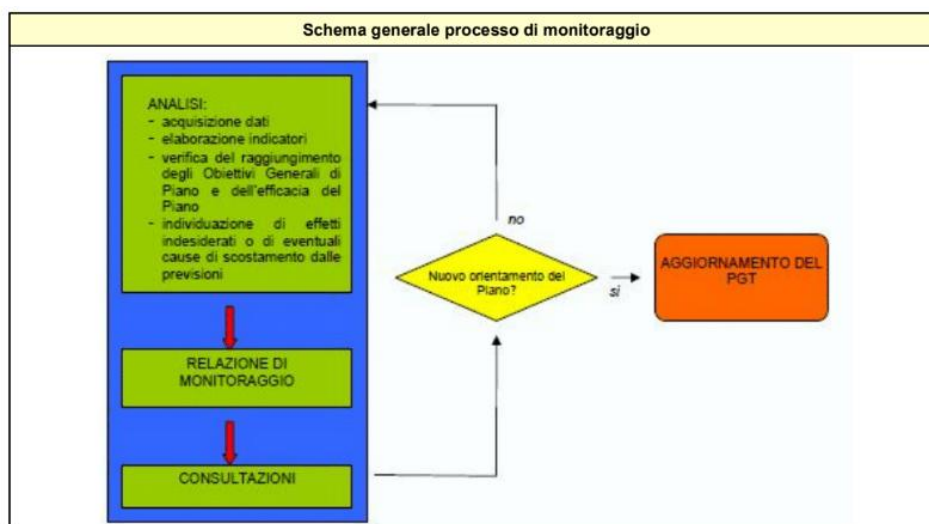 Schema generale processo di monitoraggio
ANALISI:
- acquisizione dati
- elaborazione indicatori
- verifica del raggiungimento
degli Obiettivi Generali di
Piano e dell'efficacia del
Piano
- individuazione di effetti
indesiderati o di eventuali
cause di scostamento dalle
previsioni
RELAZIONE DI
MONITORAGGIO
CONSULTAZIONI
no
Nuovo orientamento del
Piano?
si
AGGIORNAMENTO DEL
PGT